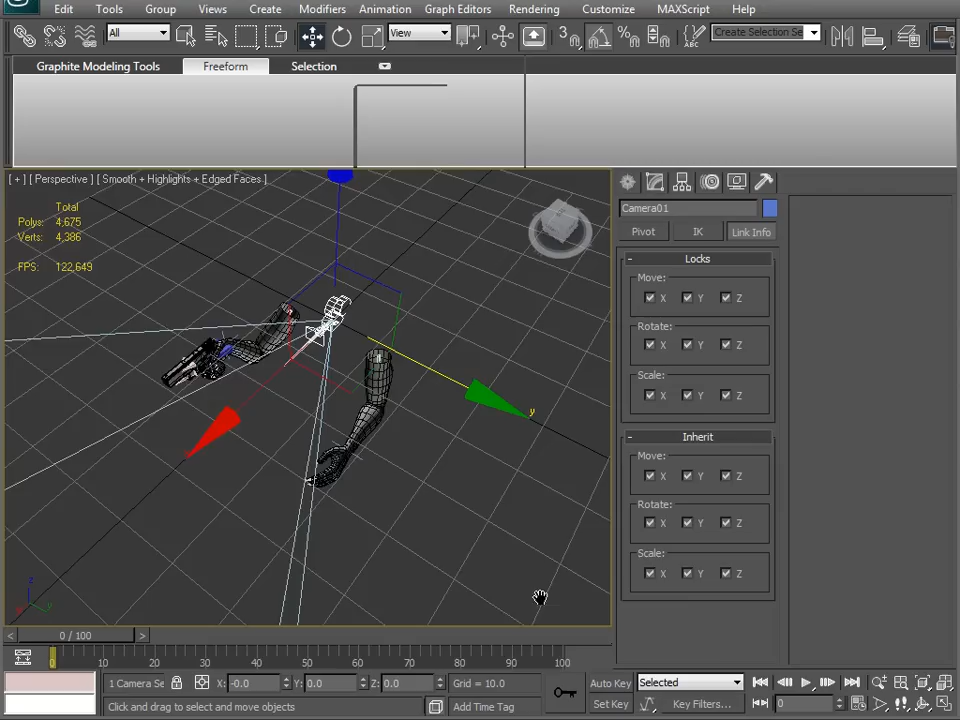 Edit Tools Group Views Create Modifiers Animation Graph Editors Rendering Customize MAXScript Help
All View 3 Create Selection Se
Graphite Modeling Tools Freeform Selection
[ + ] [ Perspective ] [ Smooth + Highlights + Edged Faces ]
Total
Polys: 4,675
Verts: 4,386
FPS: 122,649
Camera01
Pivot IK Link Info
- Locks
Move:
X Y Z
Rotate:
X Y Z
Scale:
X Y Z
- Inherit
Move:
X Y Z
Rotate:
X Y Z
Scale:
X Y Z
y
z
x y
< 0 / 100 >
0 10 20 30 40 50 60 70 80 90 100
1 Camera Se X: -0.0 Y: 0.0 Z: 0.0 Grid = 10.0 Auto Key Selected
Click and drag to select and move objects Add Time Tag Set Key Key Filters... 0